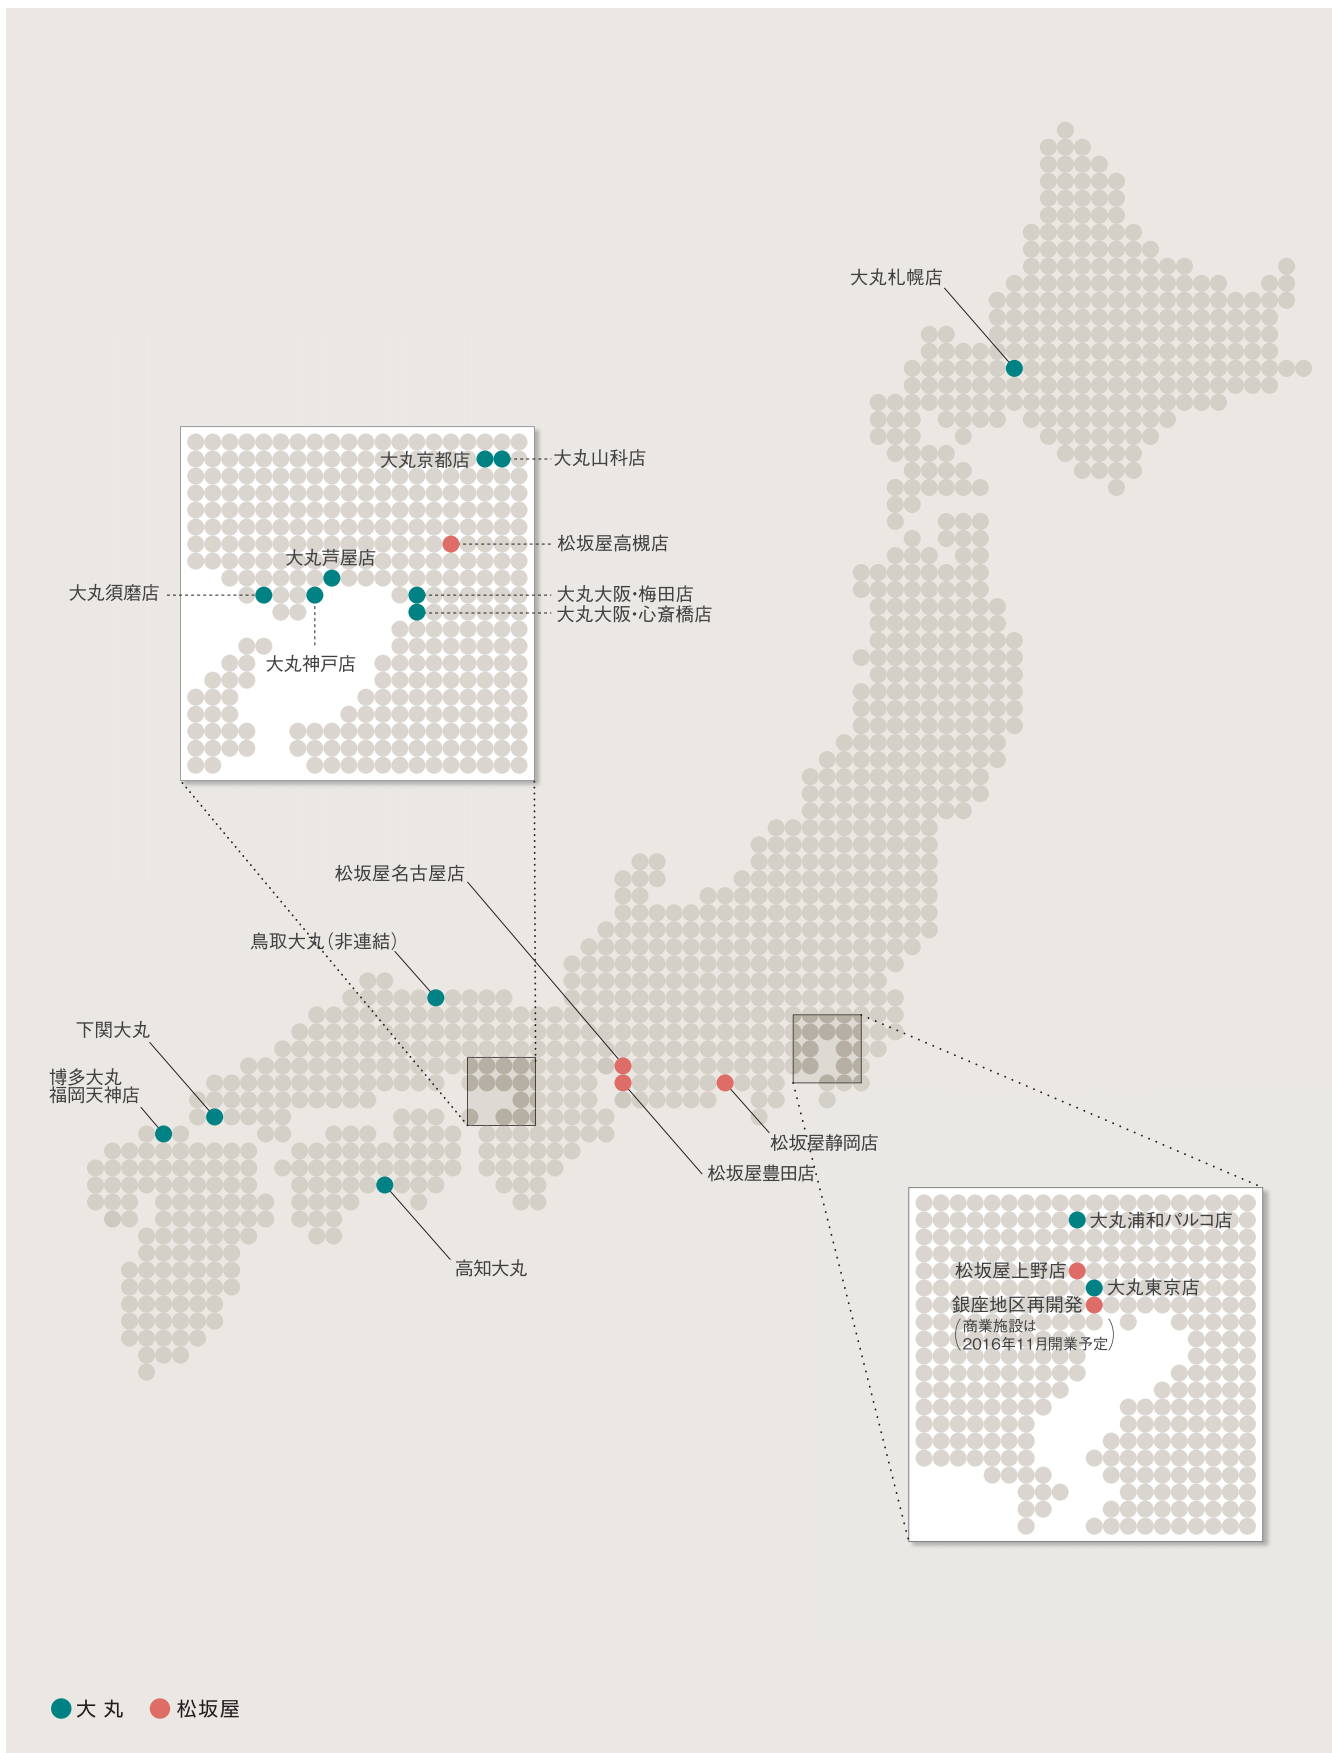 大丸札幌店
大丸京都店
大丸山科店
松坂屋高槻店
大丸芦屋店
大丸須磨店
大丸大阪・梅田店
大丸大阪・心斎橋店
大丸神戸店
松坂屋名古屋店
鳥取大丸（非連結）
下関大丸
博多大丸
福岡天神店
松坂屋静岡店
松坂屋豊田店
高知大丸
大丸浦和パルコ店
松坂屋上野店
大丸東京店
銀座地区再開発
（商業施設は
2016年11月開業予定）
大丸
松坂屋